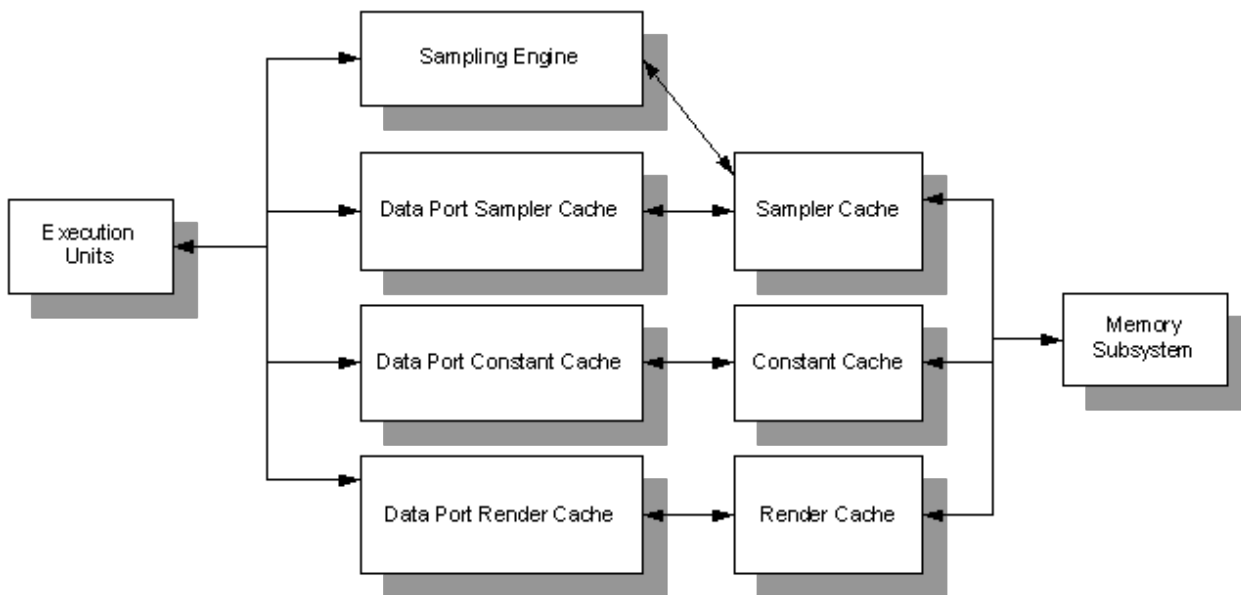 Sampling Engine
Data Port Sampler Cache
Sampler Cache
Execution
Units
Memory
Subsystem
Data Port Constant Cache
Constant Cache
Data Port Render Cache
Render Cache